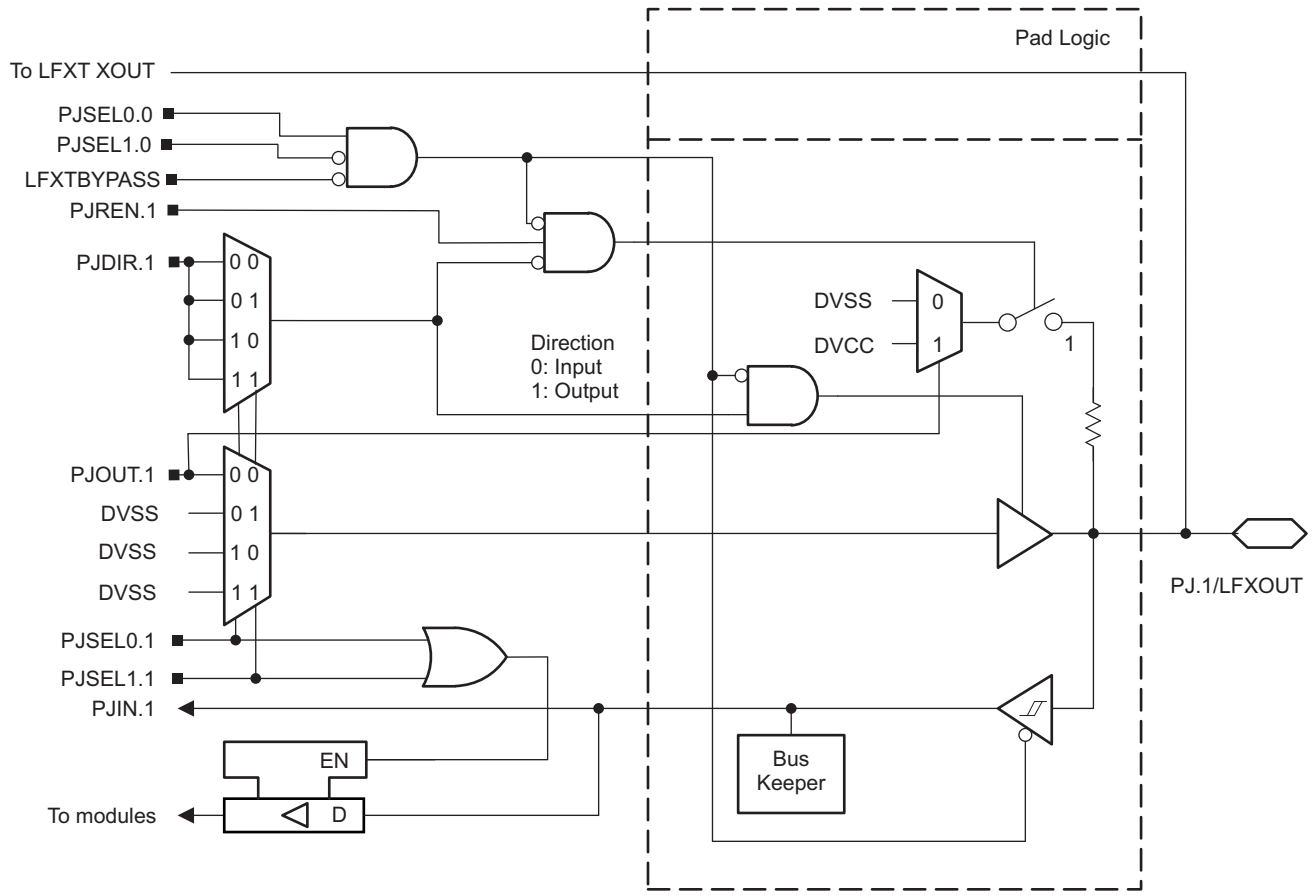 Pad Logic
To LFXT XOUT
PJSEL0.0
PJSEL1.0
LFXTBYPASS
PJREN.1
PJDIR.1
0 0
0 1
1 0
1 1
Direction
0: Input
1: Output
DVSS
0
DVCC
1
1
PJOUT.1
0 0
DVSS
0 1
DVSS
1 0
DVSS
1 1
PJ.1/LFXOUT
PJSEL0.1
PJSEL1.1
PJIN.1
Bus
Keeper
EN
To modules
D